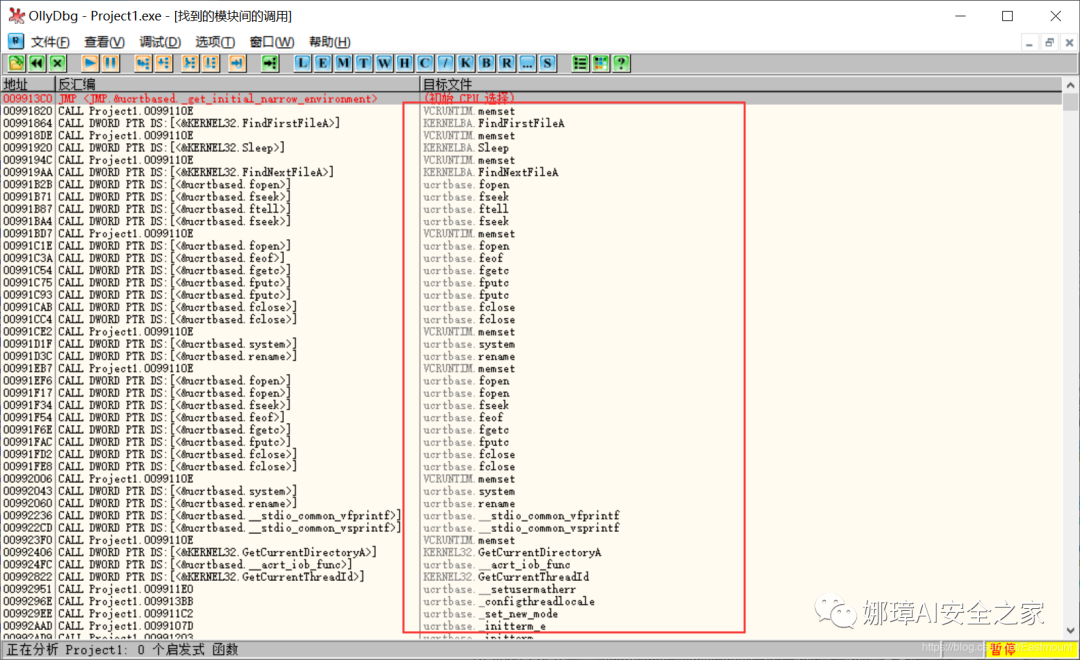 OllyDbg - Project1.exe - [找到的模块间的调用]
文件(F) 查看(V) 调试(D) 选项(T) 窗口(W) 帮助(H)
L E M T W H C / K B R ... S ?
地址 反汇编 目标文件
009913C0 JMP <JMP.&ucrtbased._get_initial_narrow_environment> (初始 CPU 选择)
00991820 CALL Project1.0099110E VCRUNTIM.memset
00991864 CALL DWORD PTR DS:[<&KERNEL32.FindFirstFileA>] KERNELBA.FindFirstFileA
009918DE CALL Project1.0099110E VCRUNTIM.memset
00991920 CALL DWORD PTR DS:[<&KERNEL32.Sleep>] KERNELBA.Sleep
0099194C CALL Project1.0099110E VCRUNTIM.memset
009919AA CALL DWORD PTR DS:[<&KERNEL32.FindNextFileA>] KERNELBA.FindNextFileA
00991B2B CALL DWORD PTR DS:[<&ucrtbased.fopen>] ucrtbase.fopen
00991B71 CALL DWORD PTR DS:[<&ucrtbased.fseek>] ucrtbase.fseek
00991B87 CALL DWORD PTR DS:[<&ucrtbased.ftell>] ucrtbase.ftell
00991BA4 CALL DWORD PTR DS:[<&ucrtbased.fseek>] ucrtbase.fseek
00991BD7 CALL Project1.0099110E VCRUNTIM.memset
00991C1E CALL DWORD PTR DS:[<&ucrtbased.fopen>] ucrtbase.fopen
00991C3A CALL DWORD PTR DS:[<&ucrtbased.feof>] ucrtbase.feof
00991C54 CALL DWORD PTR DS:[<&ucrtbased.fgetc>] ucrtbase.fgetc
00991C75 CALL DWORD PTR DS:[<&ucrtbased.fputc>] ucrtbase.fputc
00991C93 CALL DWORD PTR DS:[<&ucrtbased.fputc>] ucrtbase.fputc
00991CAB CALL DWORD PTR DS:[<&ucrtbased.fclose>] ucrtbase.fclose
00991CC4 CALL DWORD PTR DS:[<&ucrtbased.fclose>] ucrtbase.fclose
00991CE2 CALL Project1.0099110E VCRUNTIM.memset
00991D1F CALL DWORD PTR DS:[<&ucrtbased.system>] ucrtbase.system
00991D3C CALL DWORD PTR DS:[<&ucrtbased.rename>] ucrtbase.rename
00991EB7 CALL Project1.0099110E VCRUNTIM.memset
00991EF6 CALL DWORD PTR DS:[<&ucrtbased.fopen>] ucrtbase.fopen
00991F17 CALL DWORD PTR DS:[<&ucrtbased.fopen>] ucrtbase.fopen
00991F34 CALL DWORD PTR DS:[<&ucrtbased.fseek>] ucrtbase.fseek
00991F54 CALL DWORD PTR DS:[<&ucrtbased.feof>] ucrtbase.feof
00991F6E CALL DWORD PTR DS:[<&ucrtbased.fgetc>] ucrtbase.fgetc
00991FAC CALL DWORD PTR DS:[<&ucrtbased.fputc>] ucrtbase.fputc
00991FD2 CALL DWORD PTR DS:[<&ucrtbased.fclose>] ucrtbase.fclose
00991FE8 CALL DWORD PTR DS:[<&ucrtbased.fclose>] ucrtbase.fclose
00992006 CALL Project1.0099110E VCRUNTIM.memset
00992043 CALL DWORD PTR DS:[<&ucrtbased.system>] ucrtbase.system
00992060 CALL DWORD PTR DS:[<&ucrtbased.rename>] ucrtbase.rename
00992236 CALL DWORD PTR DS:[<&ucrtbased.__stdio_common_vfprintf>] ucrtbase.__stdio_common_vfprintf
009922CD CALL DWORD PTR DS:[<&ucrtbased.__stdio_common_vsprintf>] ucrtbase.__stdio_common_vsprintf
009923F0 CALL Project1.0099110E VCRUNTIM.memset
00992406 CALL DWORD PTR DS:[<&KERNEL32.GetCurrentDirectoryA>] KERNEL32.GetCurrentDirectoryA
009924FC CALL DWORD PTR DS:[<&ucrtbased.__acrt_iob_func>] ucrtbase.__acrt_iob_func
00992822 CALL DWORD PTR DS:[<&KERNEL32.GetCurrentThreadId>] KERNEL32.GetCurrentThreadId
00992951 CALL Project1.009911E0 ucrtbase.__setusermatherr
0099296E CALL Project1.009913BB ucrtbase._configthreadlocale
009929EE CALL Project1.009911C2 ucrtbase._set_new_mode
00992AAD CALL Project1.0099107D ucrtbase._initterm_e
00992AD9 CALL Project1.00991203 ucrtbase._initterm
娜璋AI安全之家
正在分析 Project1: 0 个启发式 函数 暂停